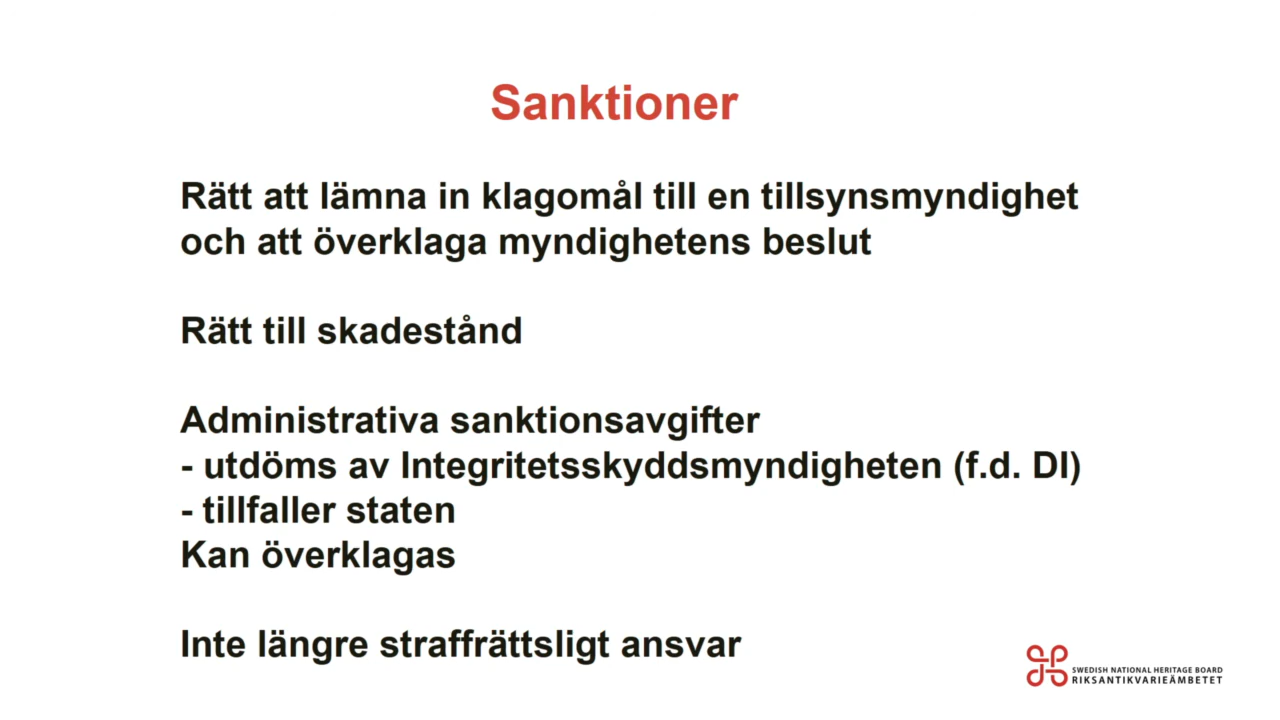 Sanktioner
Rätt att lämna in klagomål till en tillsynsmyndighet
och att överklaga myndighetens beslut
Rätt till skadestånd
Administrativa sanktionsavgifter
- utdöms av Integritetsskyddsmyndigheten (f.d. DI)
- tillfaller staten
Kan överklagas
Inte längre straffrättsligt ansvar
SWEDISH NATIONAL HERITAGE BOARD
RIKSANTIKVARIEÄMBETET